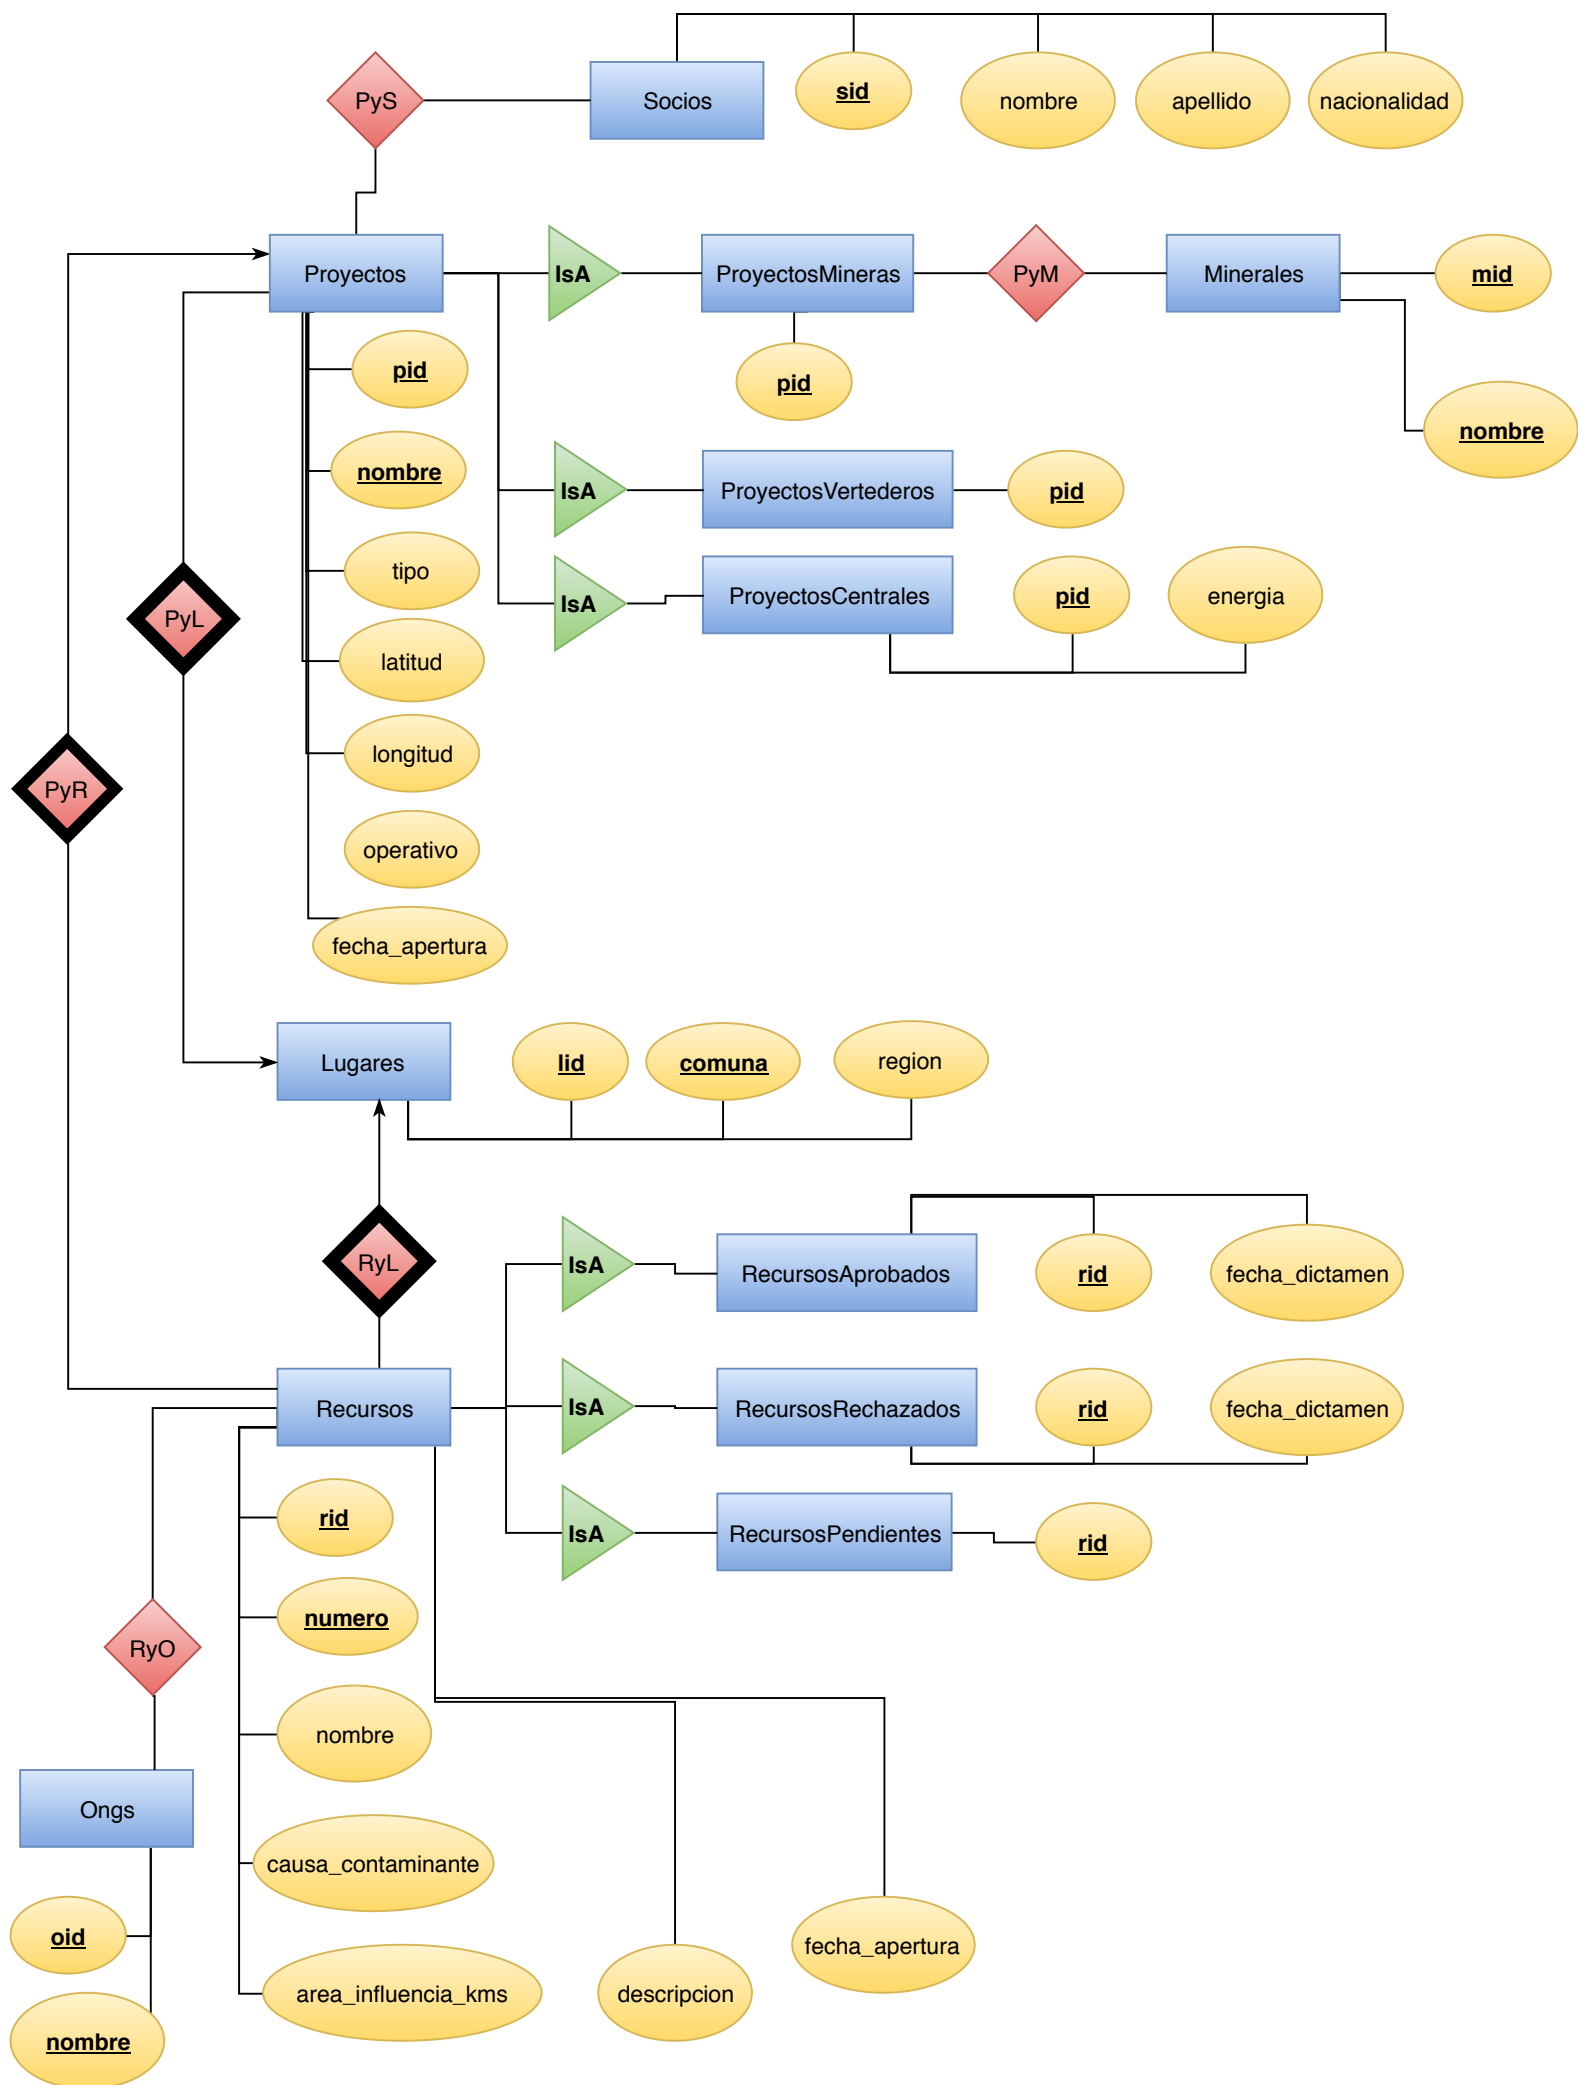 PyS
Socios
sid
nombre
apellido
nacionalidad
Proyectos
IsA
ProyectosMineras
PyM
Minerales
mid
pid
pid
nombre
nombre
IsA
ProyectosVertederos
pid
tipo
IsA
ProyectosCentrales
pid
energia
PyL
latitud
longitud
PyR
operativo
fecha_apertura
Lugares
lid
comuna
region
RyL
IsA
RecursosAprobados
rid
fecha_dictamen
Recursos
IsA
RecursosRechazados
rid
fecha_dictamen
rid
IsA
RecursosPendientes
rid
numero
RyO
nombre
Ongs
causa_contaminante
oid
fecha_apertura
area_influencia_kms
descripcion
nombre